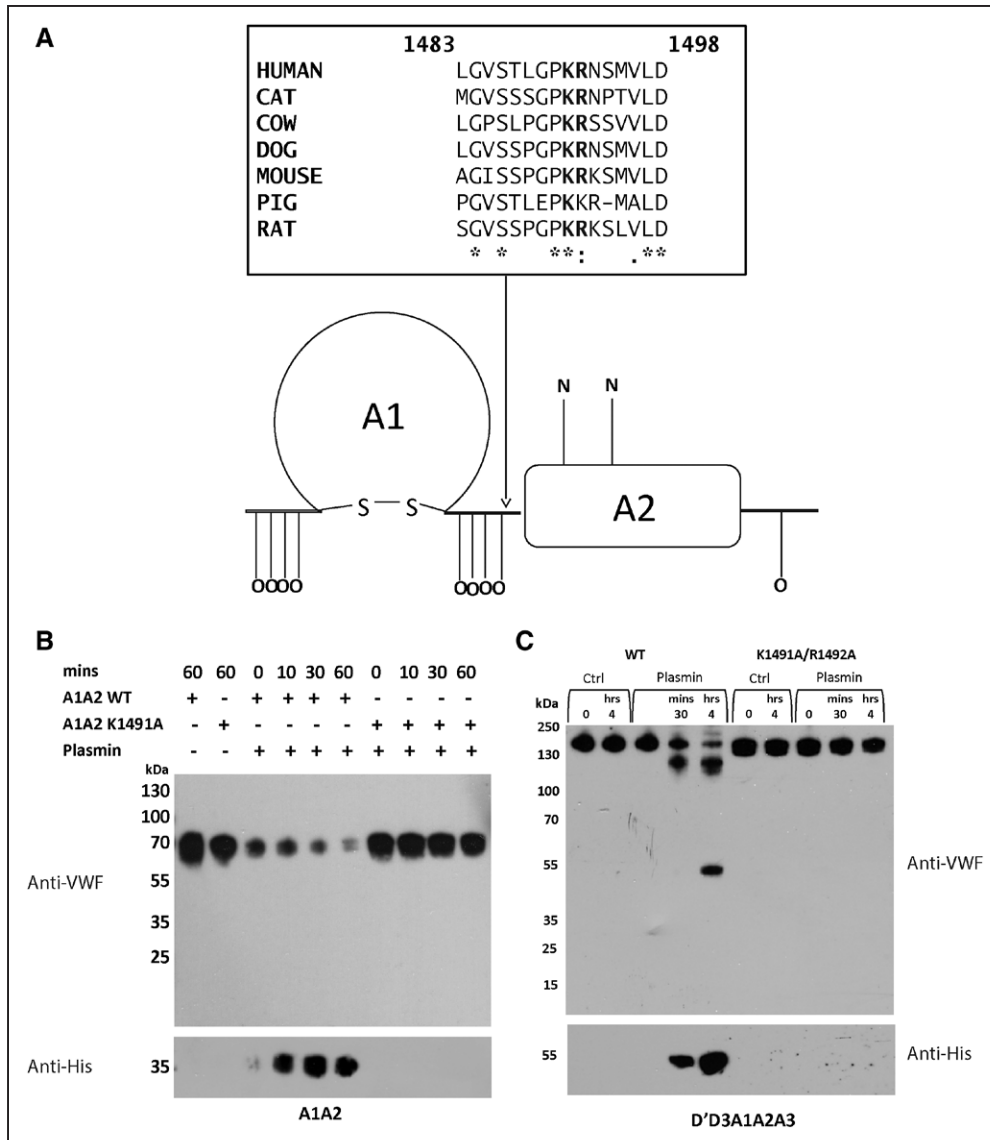 A
1483 1498
HUMAN LGVSTLGPKRNSMVLD
CAT MGVSSSGPKRNPTVLD
COW LGPSLPGPKRSSVVLD
DOG LGVSSPGPKRNSMVLD
MOUSE AGISSPGPKRKSMVLD
PIG PGVSTLEPKKR-MALD
RAT SGVSSPGPKRKSLVLD
* * **: .**
N N
A1
S S
A2
OOOO OOOO O
B
mins 60 60 0 10 30 60 0 10 30 60
A1A2 WT + - + + + + - - - -
A1A2 K1491A - + - - - - + + + +
Plasmin - - + + + + + + + +
kDa
130
100
70
Anti-VWF 55
35
25
Anti-His 35
A1A2
C
WT K1491A/R1492A
Ctrl Plasmin Ctrl Plasmin
hrs mins hrs hrs mins hrs
kDa 0 4 30 4 0 4 0 30 4
250
130
100
70
55 Anti-VWF
35
25
15
55 Anti-His
D'D3A1A2A3